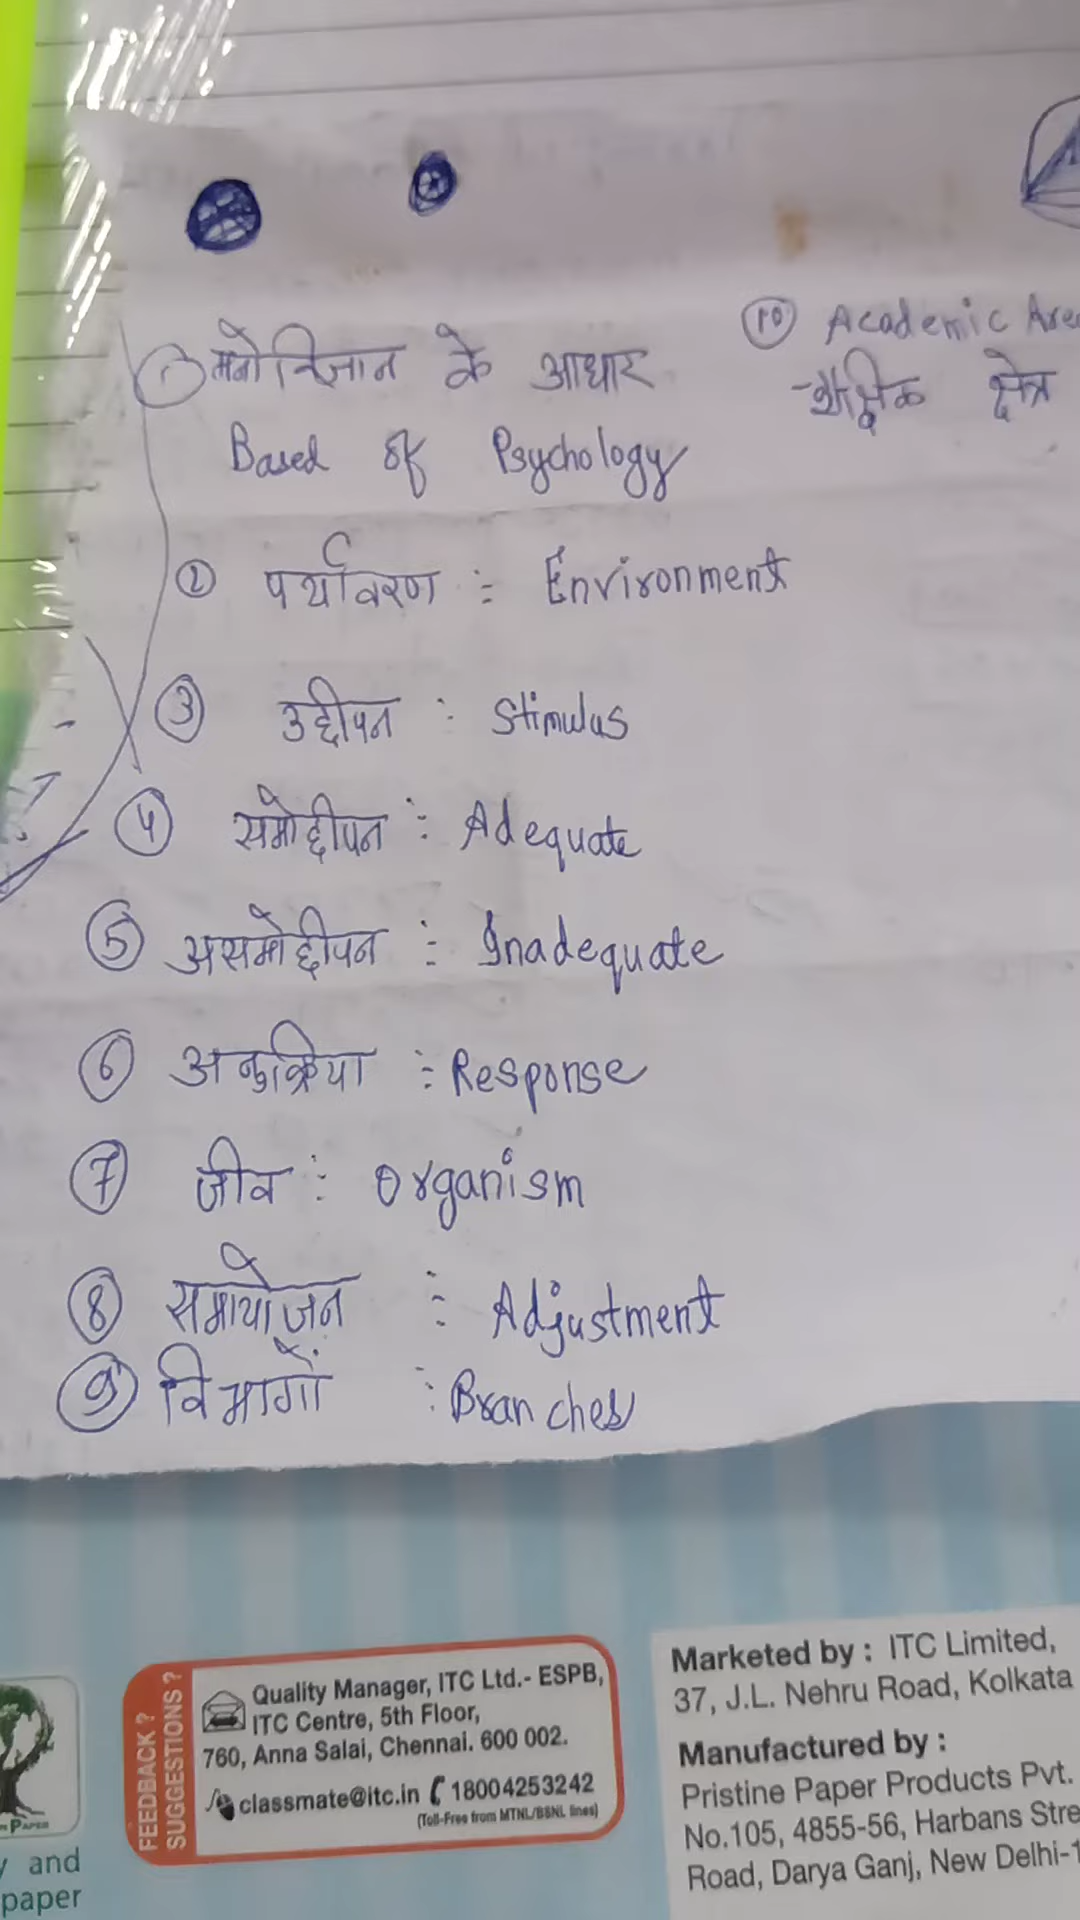 ① मनोविज्ञान के आधार
Based of Psychology
② पर्यावरण : Environment
③ उद्दीपन : Stimulus
④ समोद्दीपन : Adequate
⑤ असमोद्दीपन : Inadequate
⑥ अनुक्रिया : Response
⑦ जीव : Organism
⑧ समायोजन : Adjustment
⑨ विभागों : Branches
⑩ Academic Area
शैक्षिक क्षेत्र
FEEDBACK ?
SUGGESTIONS ?
Quality Manager, ITC Ltd.- ESPB,
ITC Centre, 5th Floor,
760, Anna Salai, Chennai. 600 002.
classmate@itc.in 18004253242
(Toll-Free from MTNL/BSNL lines)
Marketed by : ITC Limited,
37, J.L. Nehru Road, Kolkata
Manufactured by :
Pristine Paper Products Pvt.
No.105, 4855-56, Harbans Stre
Road, Darya Ganj, New Delhi-1
PAPER
and
paper